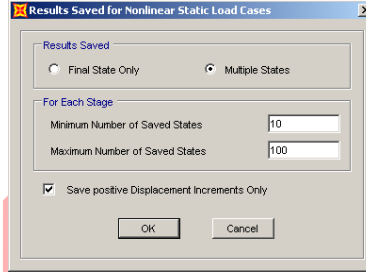 Results Saved for Nonlinear Static Load Cases
Results Saved
Final State Only
Multiple States
For Each Stage
Minimum Number of Saved States
10
Maximum Number of Saved States
100
Save positive Displacement Increments Only
OK
Cancel